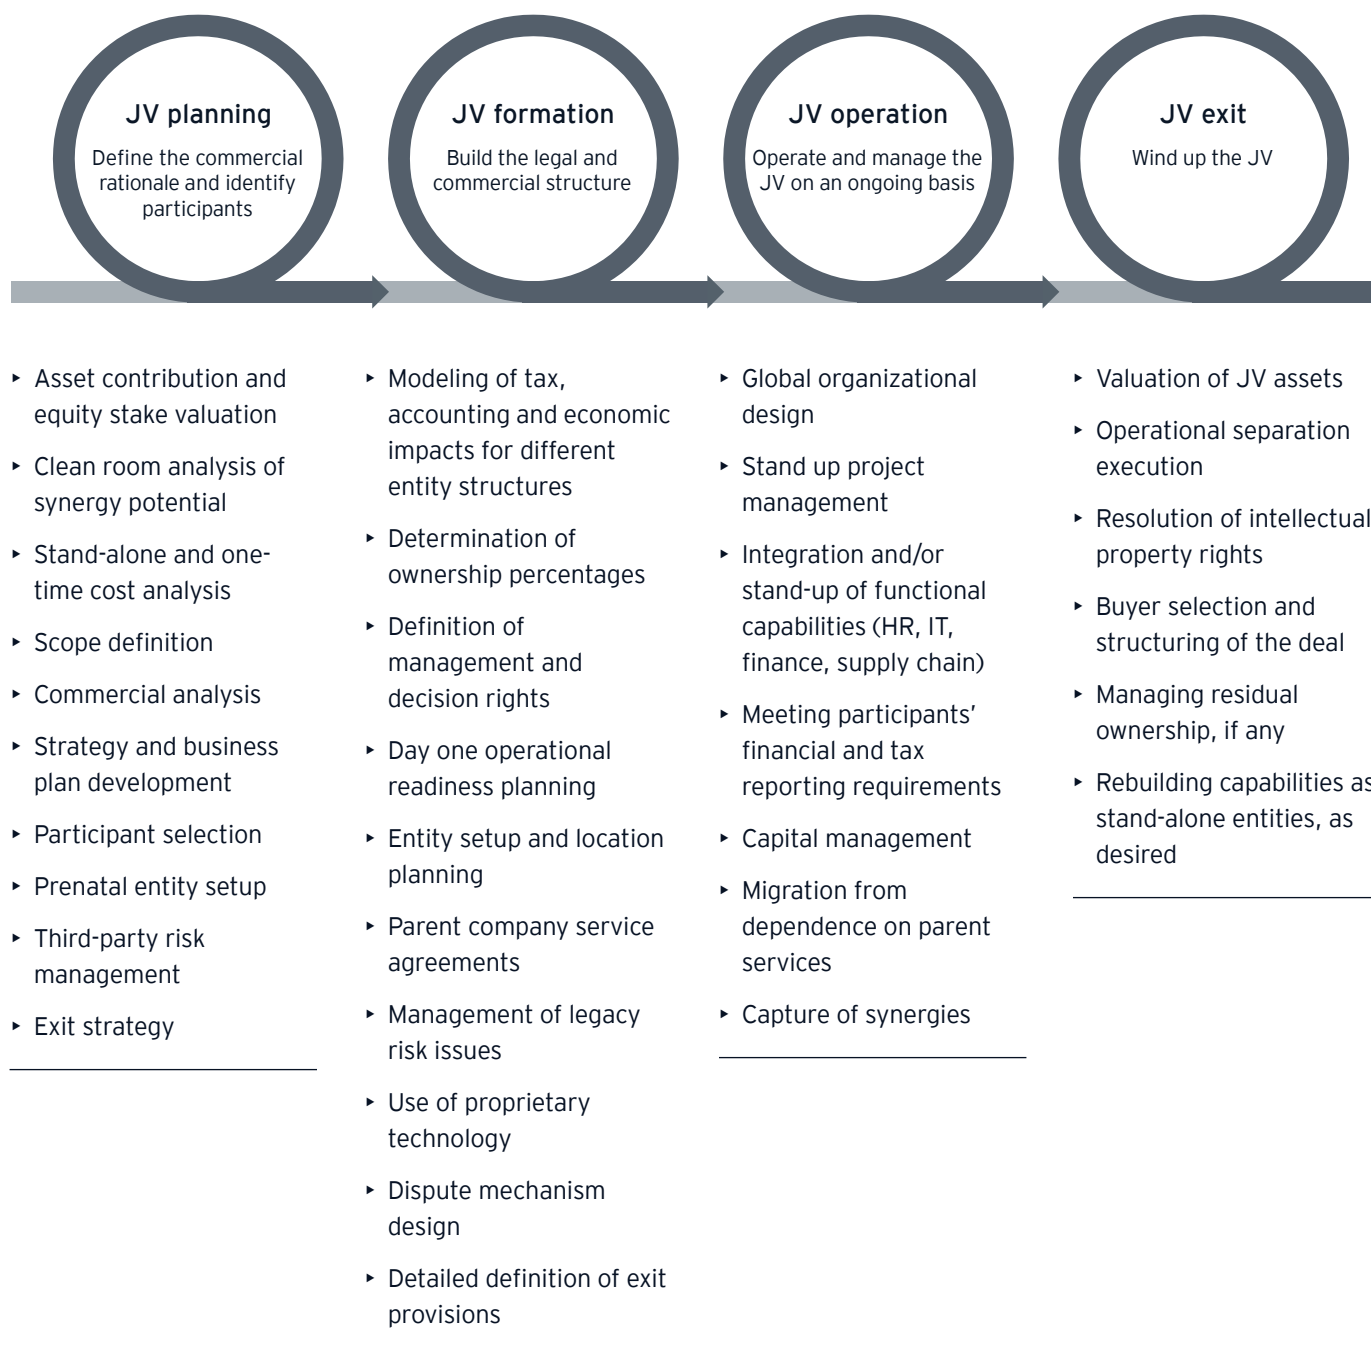 JV planning
Define the commercial
rationale and identify
participants
JV formation
Build the legal and
commercial structure
JV operation
Operate and manage the
JV on an ongoing basis
JV exit
Wind up the JV
‣ Asset contribution and
equity stake valuation
‣ Clean room analysis of
synergy potential
‣ Stand-alone and one-
time cost analysis
‣ Scope definition
‣ Commercial analysis
‣ Strategy and business
plan development
‣ Participant selection
‣ Prenatal entity setup
‣ Third-party risk
management
‣ Exit strategy
‣ Modeling of tax,
accounting and economic
impacts for different
entity structures
‣ Determination of
ownership percentages
‣ Definition of
management and
decision rights
‣ Day one operational
readiness planning
‣ Entity setup and location
planning
‣ Parent company service
agreements
‣ Management of legacy
risk issues
‣ Use of proprietary
technology
‣ Dispute mechanism
design
‣ Detailed definition of exit
provisions
‣ Global organizational
design
‣ Stand up project
management
‣ Integration and/or
stand-up of functional
capabilities (HR, IT,
finance, supply chain)
‣ Meeting participants’
financial and tax
reporting requirements
‣ Capital management
‣ Migration from
dependence on parent
services
‣ Capture of synergies
‣ Valuation of JV assets
‣ Operational separation
execution
‣ Resolution of intellectual
property rights
‣ Buyer selection and
structuring of the deal
‣ Managing residual
ownership, if any
‣ Rebuilding capabilities as
stand-alone entities, as
desired